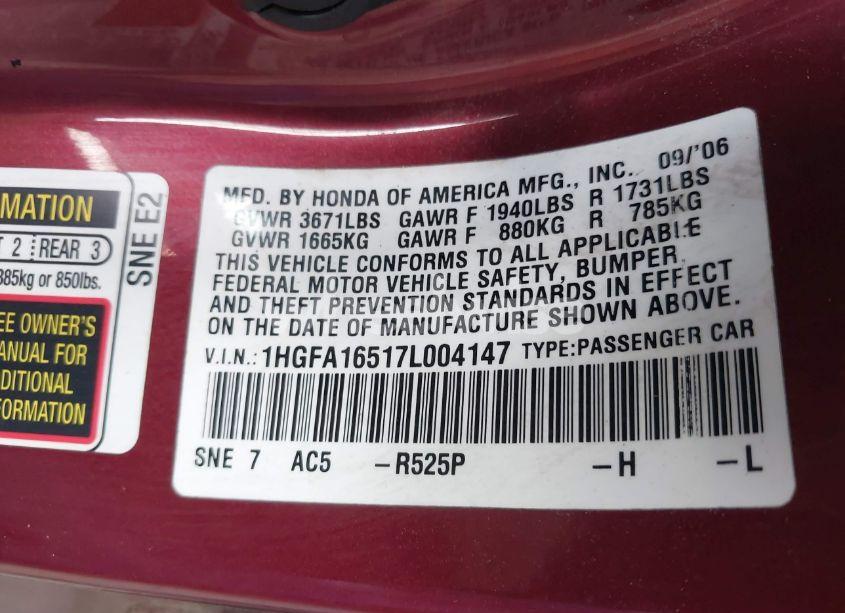 MATION
T 2 REAR 3
385kg or 850lbs.
EE OWNER'S
ANUAL FOR
DITIONAL
FORMATION
SNE E2
MFD. BY HONDA OF AMERICA MFG., INC. 09/'06
GVWR 3671LBS GAWR F 1940LBS R 1731LBS
GVWR 1665KG GAWR F 880KG R 785KG
THIS VEHICLE CONFORMS TO ALL APPLICABLE
FEDERAL MOTOR VEHICLE SAFETY, BUMPER,
AND THEFT PREVENTION STANDARDS IN EFFECT
ON THE DATE OF MANUFACTURE SHOWN ABOVE.
V.I.N.: 1HGFA16517L004147 TYPE:PASSENGER CAR
SNE 7 AC5 -R525P -H -L